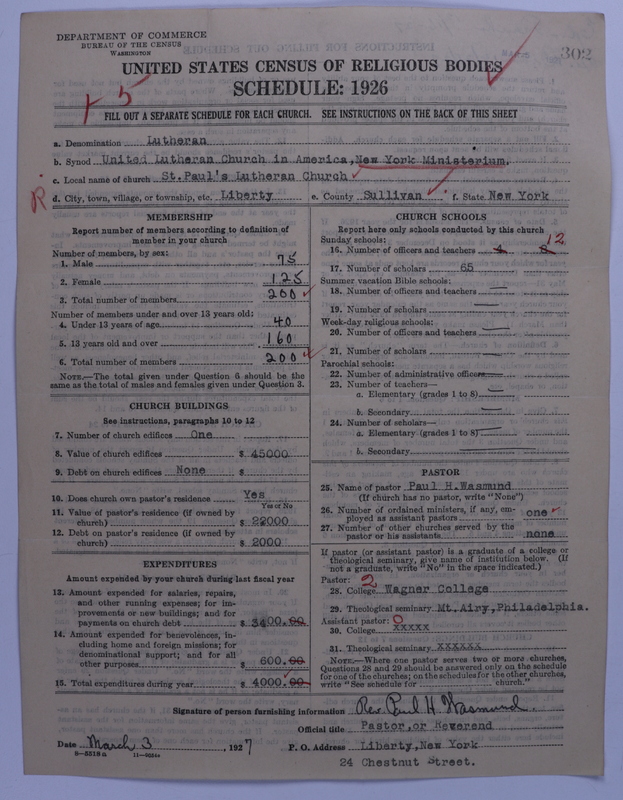 DEPARTMENT OF COMMERCE
BUREAU OF THE CENSUS
WASHINGTON
302
UNITED STATES CENSUS OF RELIGIOUS BODIES
SCHEDULE: 1926
FILL OUT A SEPARATE SCHEDULE FOR EACH CHURCH. SEE INSTRUCTIONS ON THE BACK OF THIS SHEET
a. Denomination Lutheran
b. Synod United Lutheran Church in America, New York Ministerium.
c. Local name of church St.Paul's Lutheran Church
d. City, town, village, or township, etc. Liberty e. County Sullivan f. State New York
MEMBERSHIP
Report number of members according to definition of
member in your church
Number of members, by sex:
1. Male 75
2. Female 125
3. Total number of members 200
Number of members under and over 13 years old:
4. Under 13 years of age 40
5. 13 years old and over 160
6. Total number of members 200
NOTE.—The total given under Question 6 should be
the same as the total of males and females given under Question 3.
CHURCH BUILDINGS
See instructions, paragraphs 10 to 12
7. Number of church edifices One
8. Value of church edifices $ 45000
9. Debt on church edifices None $
10. Does church own pastor's residence Yes
Yes or No
11. Value of pastor's residence (if owned by
church) $ 22000
12. Debt on pastor's residence (if owned by
church) $ 2000
EXPENDITURES
Amount expended by your church during last fiscal year
13. Amount expended for salaries, repairs,
and other running expenses; for im-
provements or new buildings; and for
payments on church debt $ 3400.00
14. Amount expended for benevolences, in-
cluding home and foreign missions; for
denominational support; and for all
other purposes $ 600.00
15. Total expenditures during year $ 4000.00
CHURCH SCHOOLS
Report here only schools conducted by this church
Sunday schools: 12
16. Number of officers and teachers
17. Number of scholars 65
Summer vacation Bible schools:
18. Number of officers and teachers —
19. Number of scholars —
Week-day religious schools:
20. Number of officers and teachers —
21. Number of scholars —
Parochial schools:
22. Number of administrative officers —
23. Number of teachers—
a. Elementary (grades 1 to 8) —
b. Secondary —
24. Number of scholars—
a. Elementary (grades 1 to 8) —
b. Secondary —
PASTOR
25. Name of pastor Paul H.Wasmund
(If church has no pastor, write "None")
26. Number of ordained ministers, if any, em-
ployed as assistant pastors one
27. Number of other churches served by the
pastor or his assistants none
If pastor (or assistant pastor) is a graduate of a college or
theological seminary, give name of institution below. (If
not a graduate, write "No" in the space indicated.)
Pastor: 2
28. College Wagner College
29. Theological seminary Mt.Airy,Philadelphia.
Assistant pastor: 0
30. College xxxxx
31. Theological seminary xxxxxx
NOTE.—Where one pastor serves two or more churches,
Questions 28 and 29 should be answered only on the schedule
for one of the churches; on the schedules for the other churches,
write "See schedule for church."
Signature of person furnishing information Rev. Paul H. Wasmund.
Official title Pastor,or Reverend
Date March 3, 1927 P. O. Address Liberty,New York
8—5519a 11—9654
24 Chestnut Street.